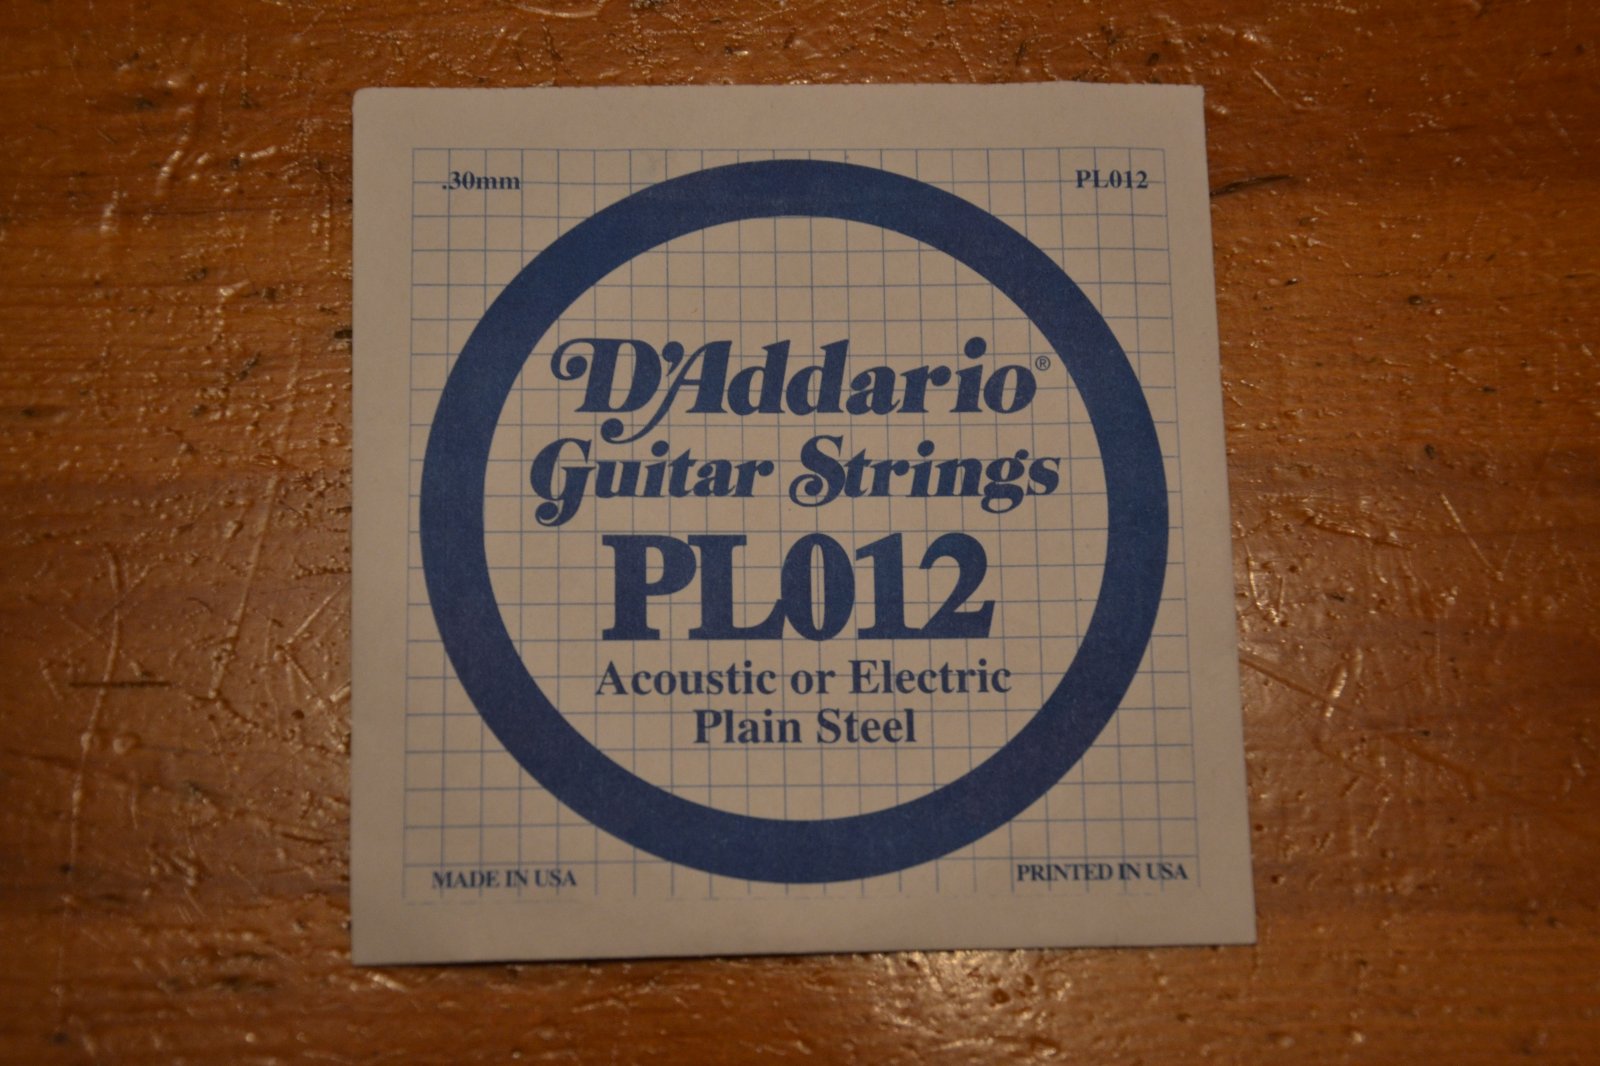 .30mm PL012
D'Addario®
Guitar Strings
PL012
Acoustic or Electric
Plain Steel
MADE IN USA PRINTED IN USA